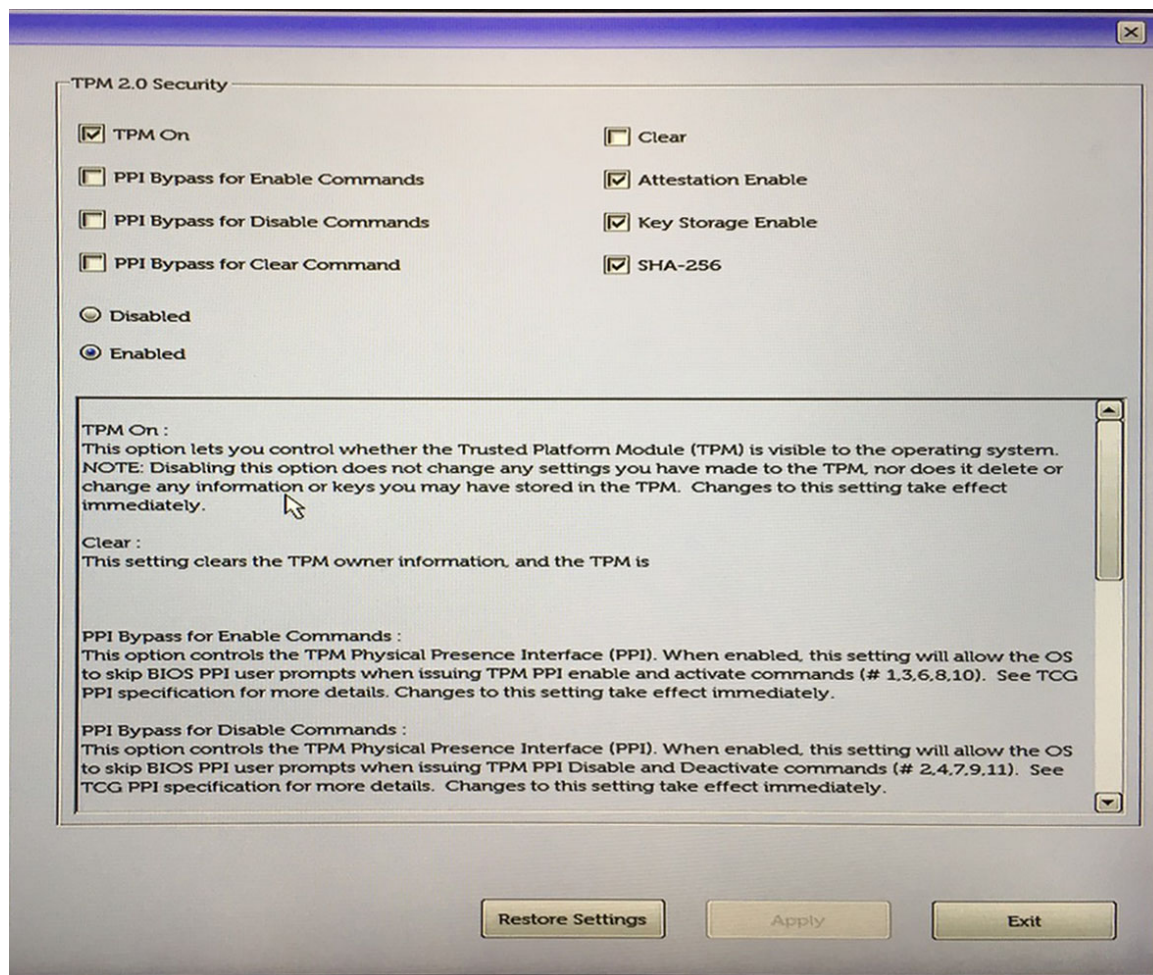 TPM 2.0 Security
TPM On
Clear
PPI Bypass for Enable Commands
Attestation Enable
PPI Bypass for Disable Commands
Key Storage Enable
PPI Bypass for Clear Command
SHA-256
Disabled
Enabled
TPM On :
This option lets you control whether the Trusted Platform Module (TPM) is visible to the operating system.
NOTE: Disabling this option does not change any settings you have made to the TPM, nor does it delete or
change any information or keys you may have stored in the TPM.  Changes to this setting take effect
immediately.
Clear :
This setting clears the TPM owner information, and the TPM is
PPI Bypass for Enable Commands :
This option controls the TPM Physical Presence Interface (PPI). When enabled, this setting will allow the OS
to skip BIOS PPI user prompts when issuing TPM PPI enable and activate commands (# 1,3,6,8,10).  See TCG
PPI specification for more details. Changes to this setting take effect immediately.
PPI Bypass for Disable Commands :
This option controls the TPM Physical Presence Interface (PPI). When enabled, this setting will allow the OS
to skip BIOS PPI user prompts when issuing TPM PPI Disable and Deactivate commands (# 2,4,7,9,11).  See
TCG PPI specification for more details.  Changes to this setting take effect immediately.
Restore Settings
Apply
Exit